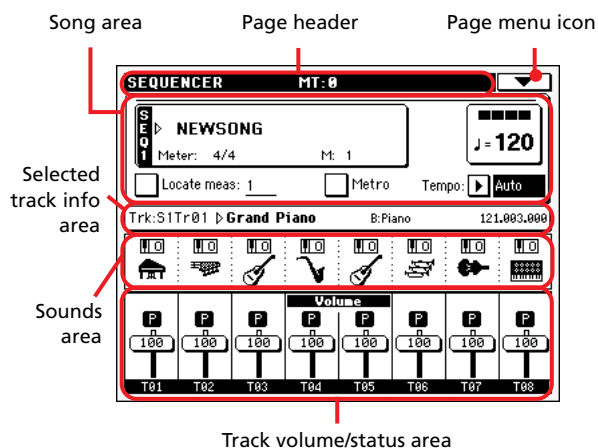 Song area Page header Page menu icon
SEQUENCER MT:0
SEQ1
NEWSONG
Meter: 4/4 M: 1
♩=120
Locate meas: 1 Metro Tempo: Auto
Selected track info area
Trk:S1Tr01 Grand Piano B:Piano 121.003.000
Sounds area
Volume
P P P P P P P P
100 100 100 100 100 100 100 100
T01 T02 T03 T04 T05 T06 T07 T08
Track volume/status area